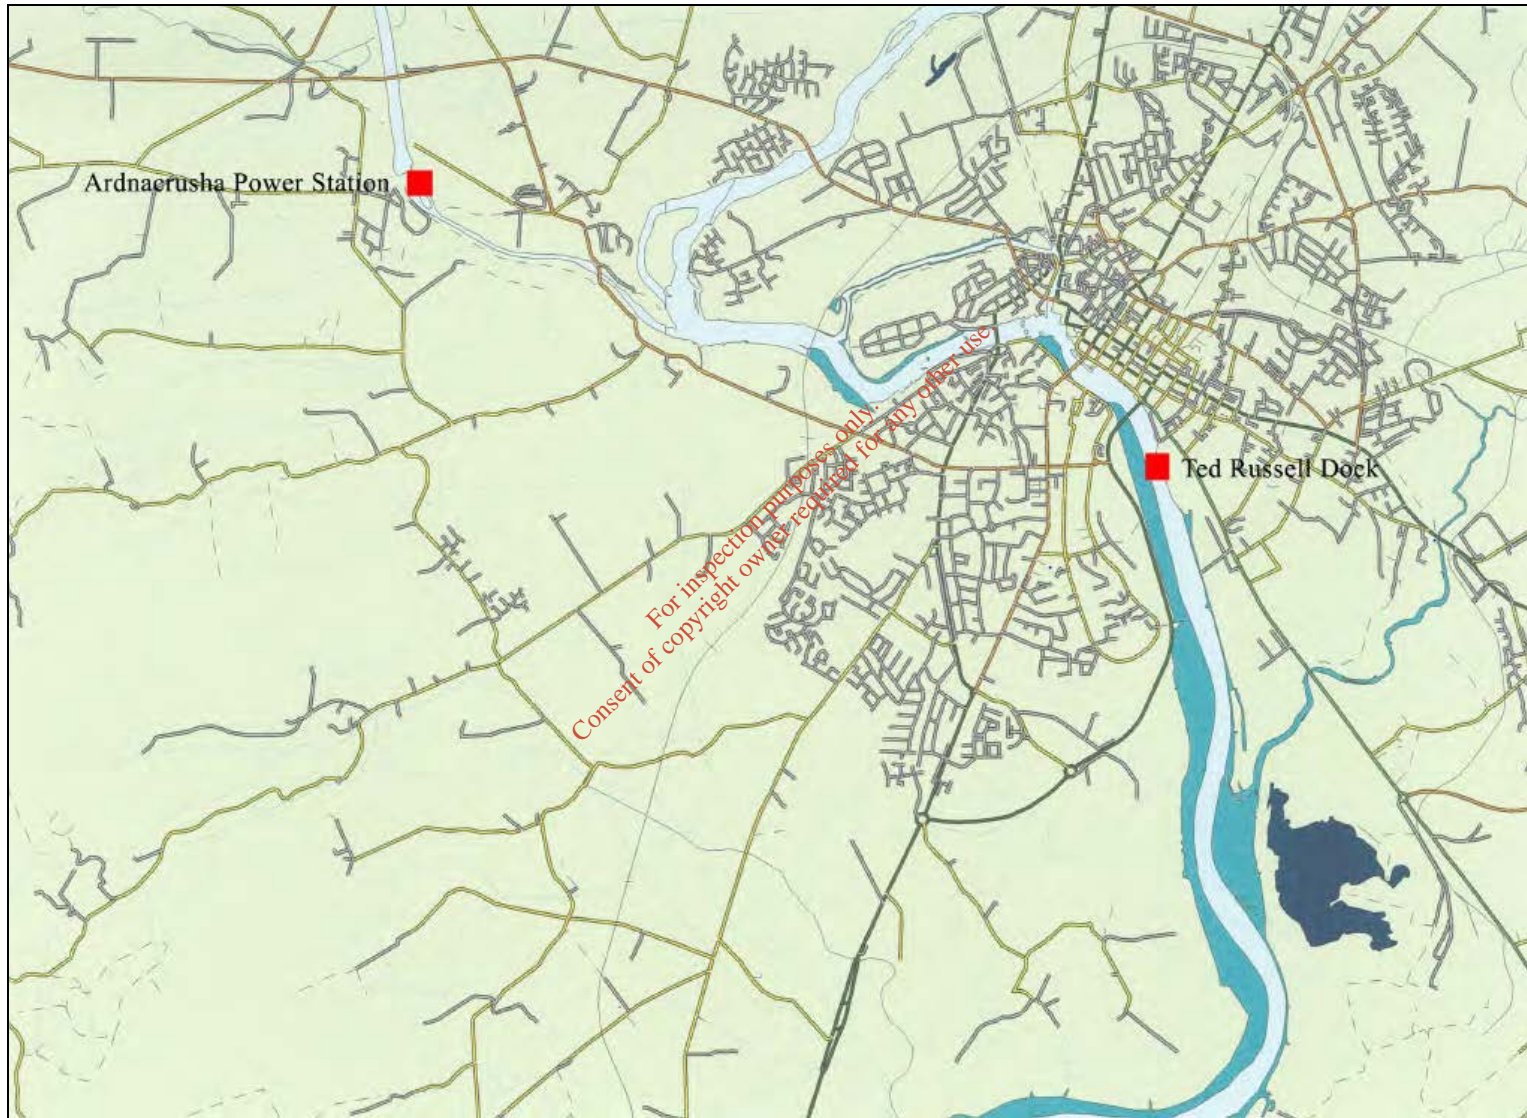 Ardnacrusha Power Station
Ted Russell Dock
For inspection purposes only.
Consent of copyright owner required for any other use.